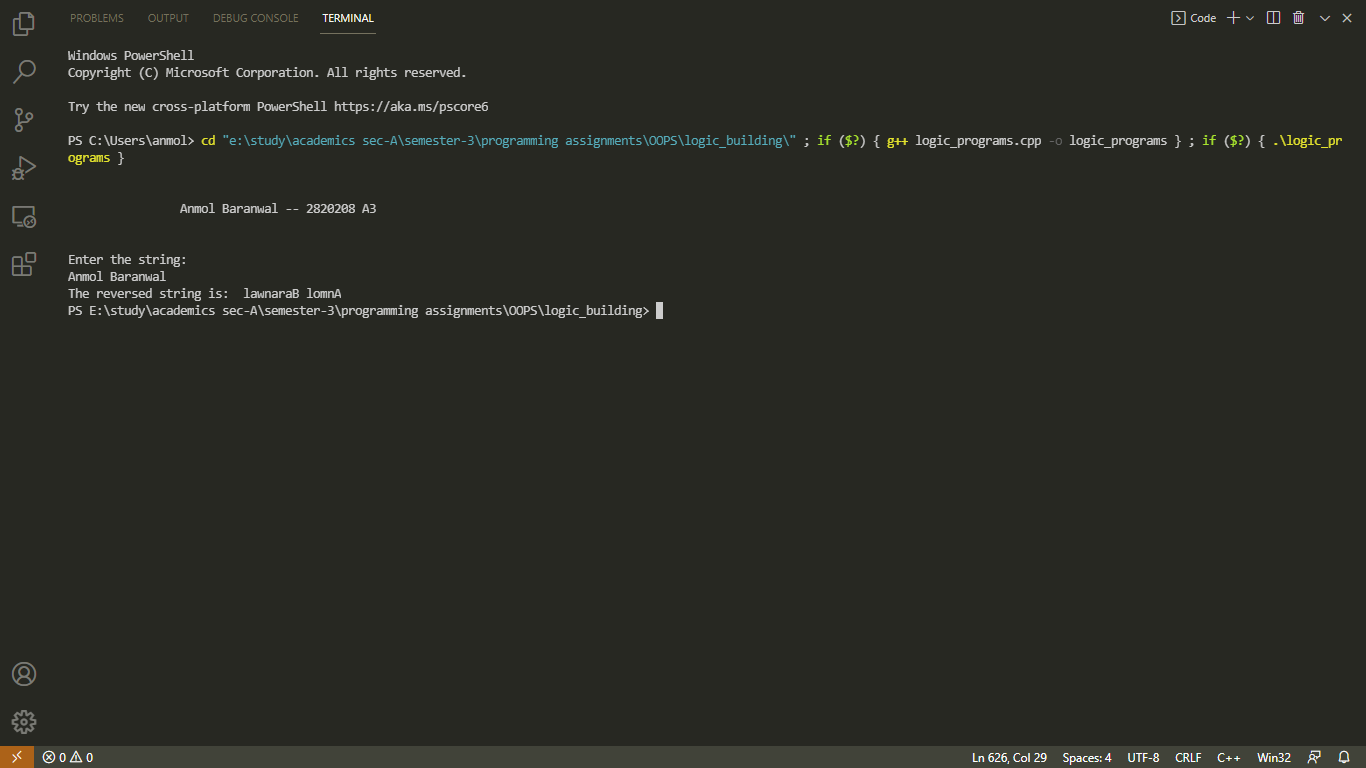 PROBLEMS OUTPUT DEBUG CONSOLE TERMINAL Code
Windows PowerShell
Copyright (C) Microsoft Corporation. All rights reserved.
Try the new cross-platform PowerShell https://aka.ms/pscore6
PS C:\Users\anmol> cd "e:\study\academics sec-A\semester-3\programming assignments\OOPS\logic_building\" ; if ($?) { g++ logic_programs.cpp -o logic_programs } ; if ($?) { .\logic_pr
ograms }
Anmol Baranwal -- 2820208 A3
Enter the string:
Anmol Baranwal
The reversed string is:  lawnaraB lomnA
PS E:\study\academics sec-A\semester-3\programming assignments\OOPS\logic_building>
0 0 Ln 626, Col 29 Spaces: 4 UTF-8 CRLF C++ Win32